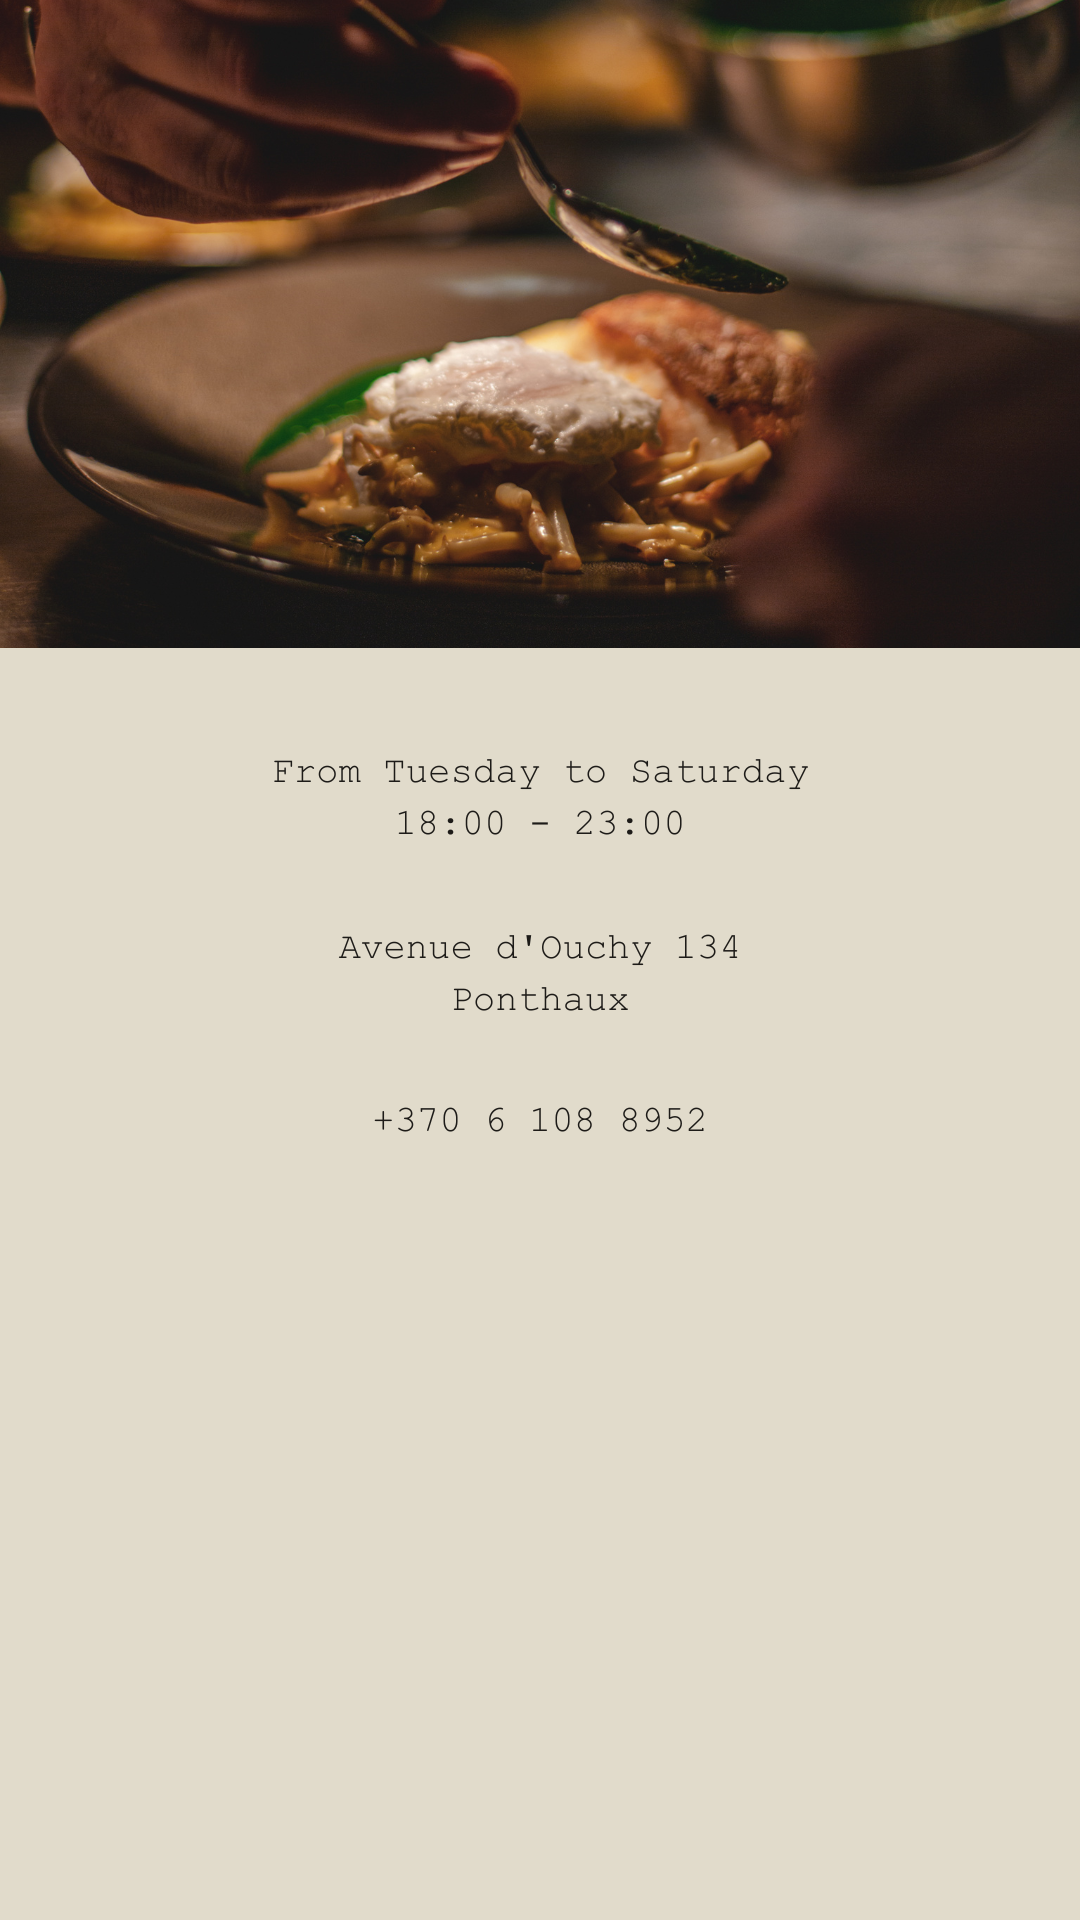 From Tuesday to Saturday
18:00 - 23:00
Avenue d'Ouchy 134
Ponthaux
+370 6 108 8952